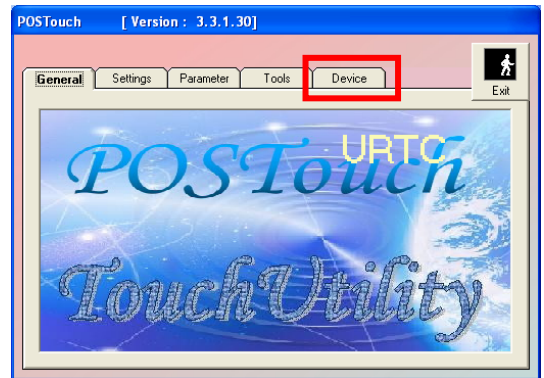 POSTouch [ Version : 3.3.1.30]
General Settings Parameter Tools Device
Exit
URTC
POSTouch
TouchUtility